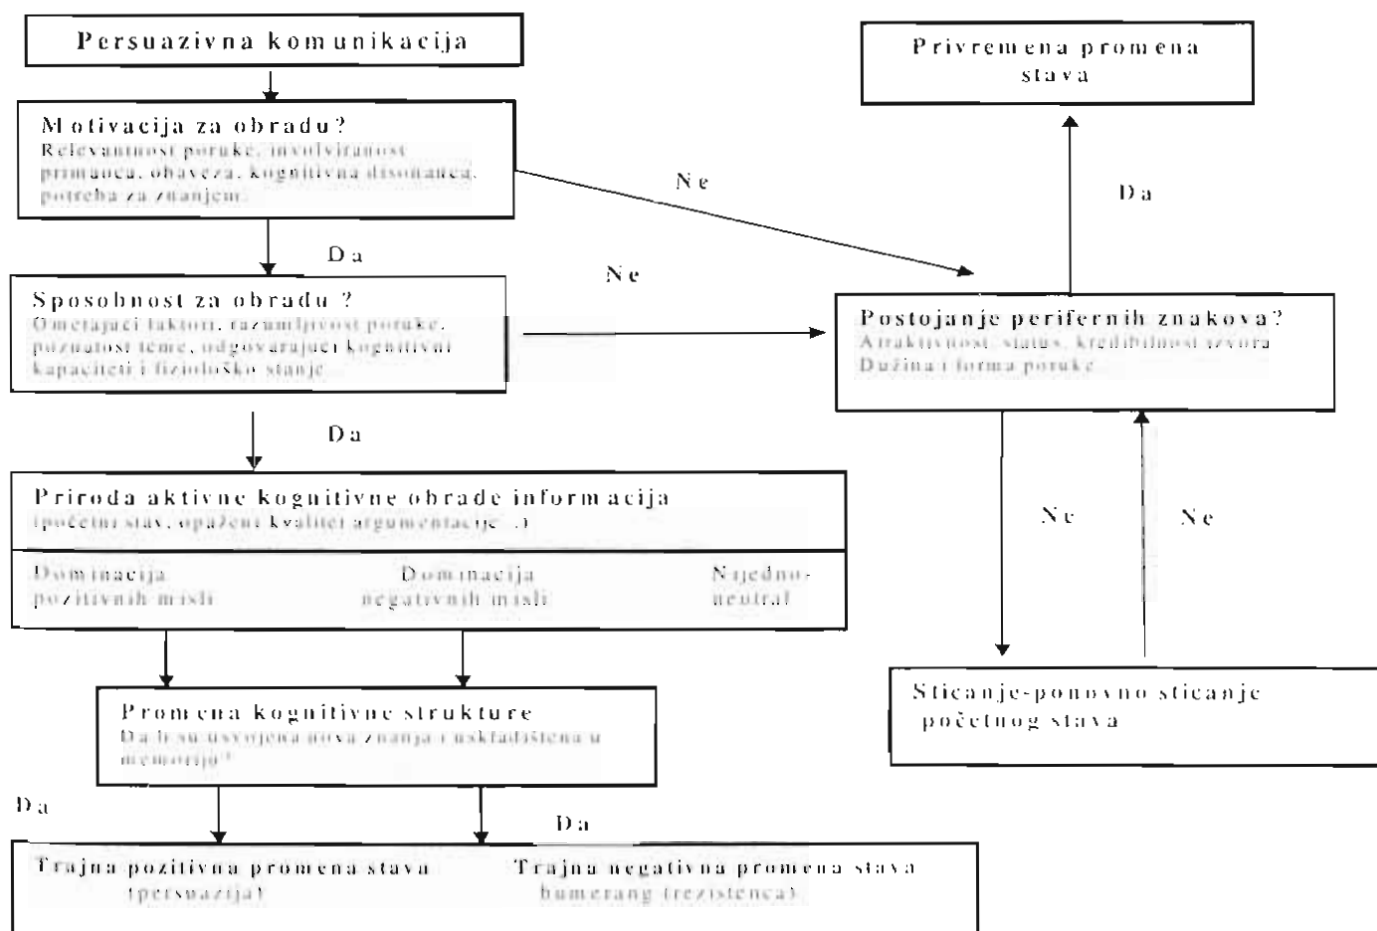 Persuazivna komunikacija
Motivacija za obradu?
Relevantnost poruke, involviranost
primaoca, obaveza, kognitivna disonanca,
potreba za znanjem.
Ne
Da
Sposobnost za obradu ?
Ometajući faktori, razumljivost poruke,
poznatost teme, odgovarajući kognitivni
kapaciteti i fiziološko stanje
Ne
Da
Priroda aktivne kognitivne obrade informacija
(početni stav, opaženi kvalitet argumentacije...)
Dominacija
pozitivnih misli
Dominacija
negativnih misli
Nijedno-
neutral
Promena kognitivne strukture
Da li su usvojena nova znanja i uskladištena u
memoriju?
Da
Da
Trajna pozitivna promena stava
(persuazija)
Trajna negativna promena stava
bumerang (rezistenca)
Privremena promena
stava
Da
Postojanje perifernih znakova?
Atraktivnost, status, kredibilnost izvora
Dužina i forma poruke
Ne
Ne
Sticanje-ponovno sticanje
početnog stava